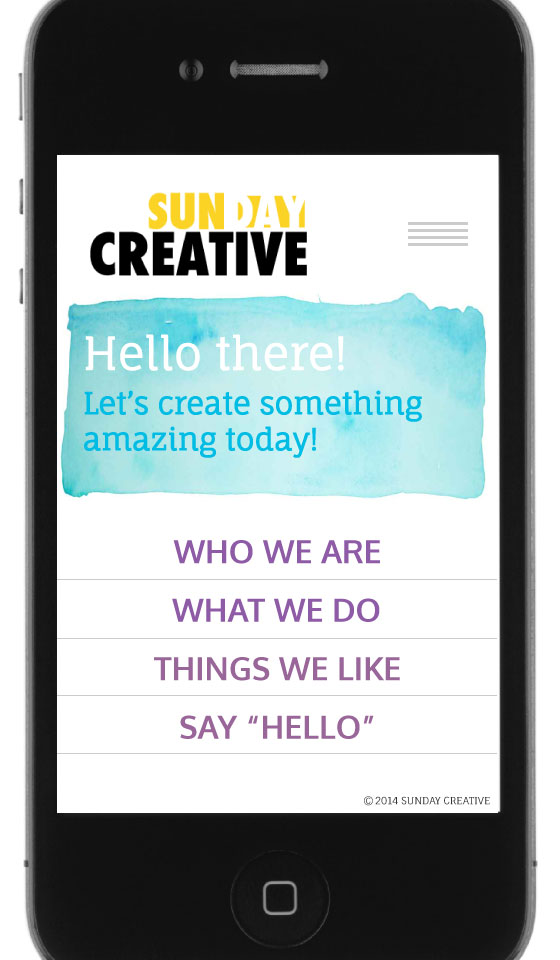 SUNDAY
CREATIVE
Hello there!
Let's create something
amazing today!
WHO WE ARE
WHAT WE DO
THINGS WE LIKE
SAY “HELLO”
© 2014 SUNDAY CREATIVE